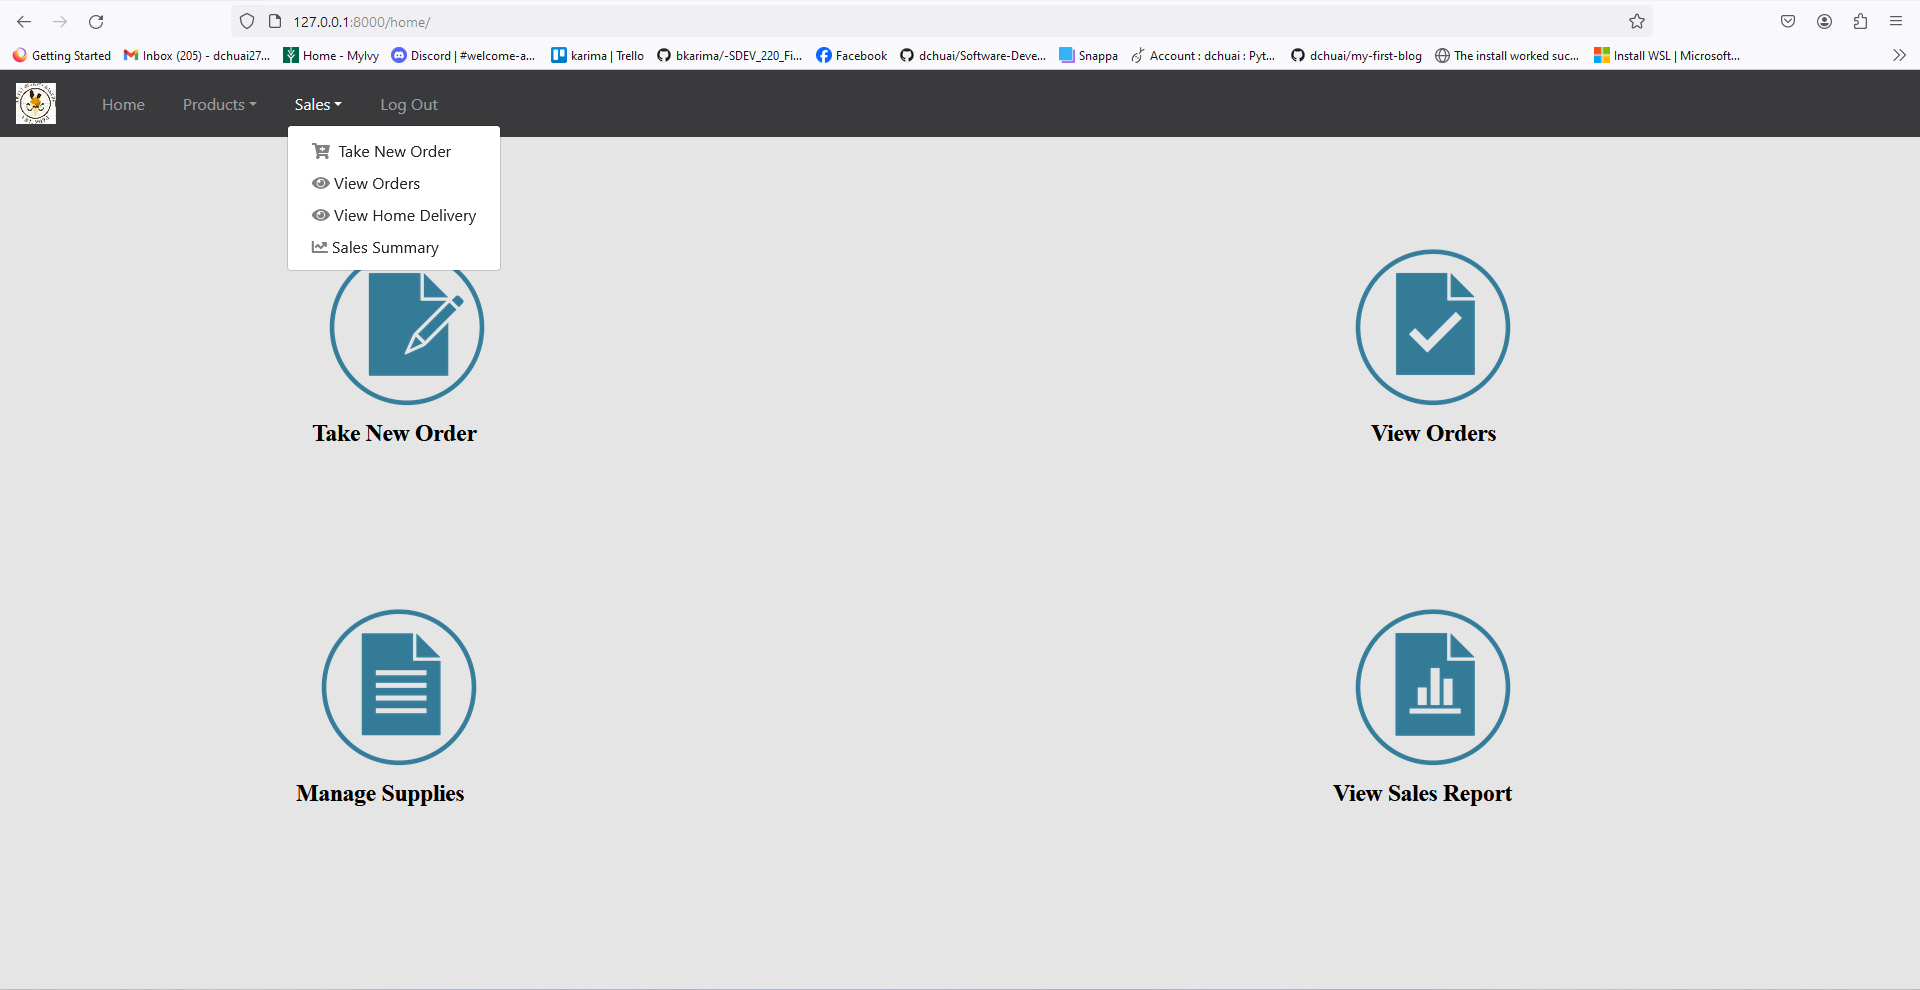 127.0.0.1:8000/home/
Getting Started Inbox (205) - dchuai27... Home - MyIvy Discord | #welcome-a... karima | Trello bkarima/-SDEV_220_Fi... Facebook dchuai/Software-Deve... Snappa Account : dchuai : Pyt... dchuai/my-first-blog The install worked suc... Install WSL | Microsoft...
Home Products Sales Log Out
Take New Order
View Orders
View Home Delivery
Sales Summary
Take New Order View Orders
Manage Supplies View Sales Report